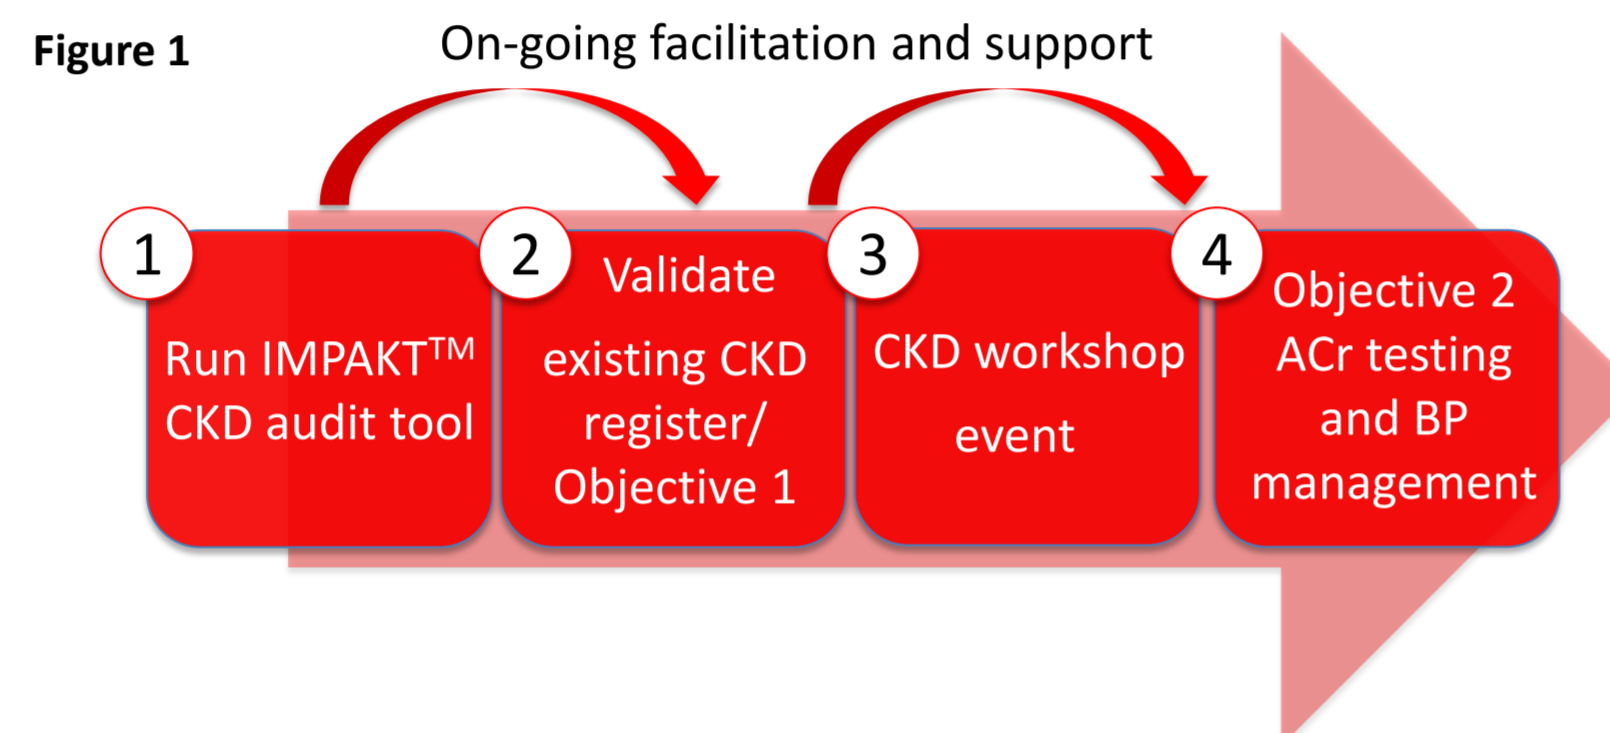 Figure 1
On-going facilitation and support
1
Run IMPAKT™
CKD audit tool
2
Validate
existing CKD
register/
Objective 1
3
CKD workshop
event
4
Objective 2
ACr testing
and BP
management